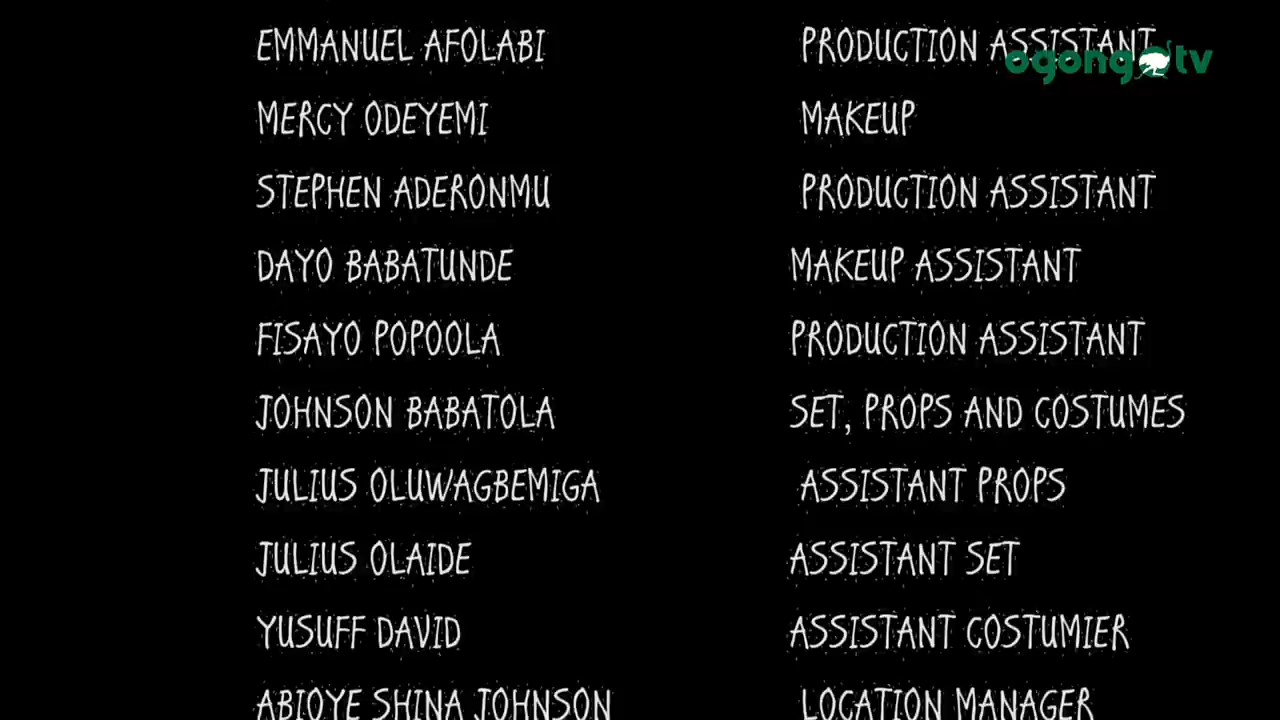 EMMANUEL AFOLABI PRODUCTION ASSISTANT
ogongotv
MERCY ODEYEMI MAKEUP
STEPHEN ADERONMU PRODUCTION ASSISTANT
DAYO BABATUNDE MAKEUP ASSISTANT
FISAYO POPOOLA PRODUCTION ASSISTANT
JOHNSON BABATOLA SET, PROPS AND COSTUMES
JULIUS OLUWAGBEMIGA ASSISTANT PROPS
JULIUS OLAIDE ASSISTANT SET
YUSUFF DAVID ASSISTANT COSTUMIER
ABIOYE SHINA JOHNSON LOCATION MANAGER